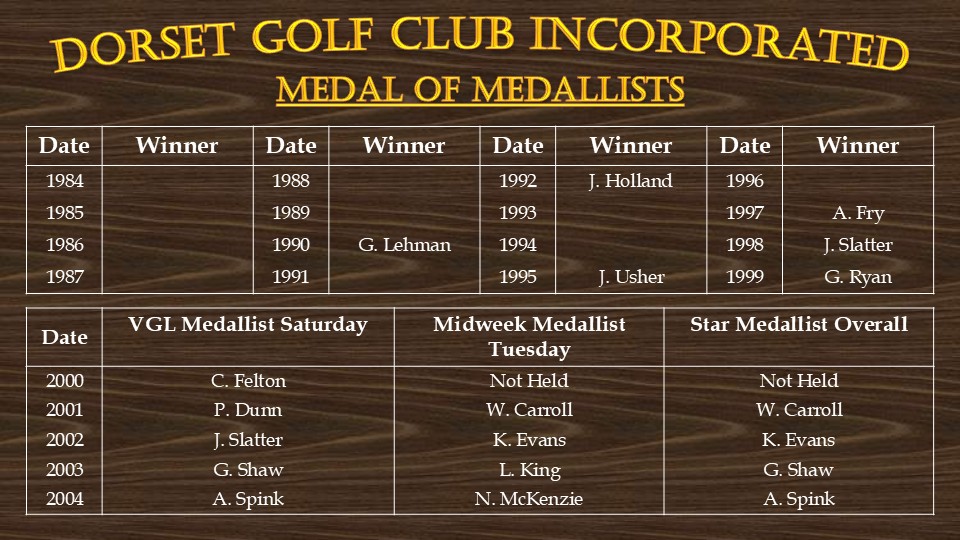 DORSET GOLF CLUB INCORPORATED
MEDAL OF MEDALLISTS
Date Winner Date Winner Date Winner Date Winner
1984 1988 1992 J. Holland 1996
1985 1989 1993 1997 A. Fry
1986 1990 G. Lehman 1994 1998 J. Slatter
1987 1991 1995 J. Usher 1999 G. Ryan
Date VGL Medallist Saturday Midweek Medallist Star Medallist Overall
Tuesday
2000 C. Felton Not Held Not Held
2001 P. Dunn W. Carroll W. Carroll
2002 J. Slatter K. Evans K. Evans
2003 G. Shaw L. King G. Shaw
2004 A. Spink N. McKenzie A. Spink